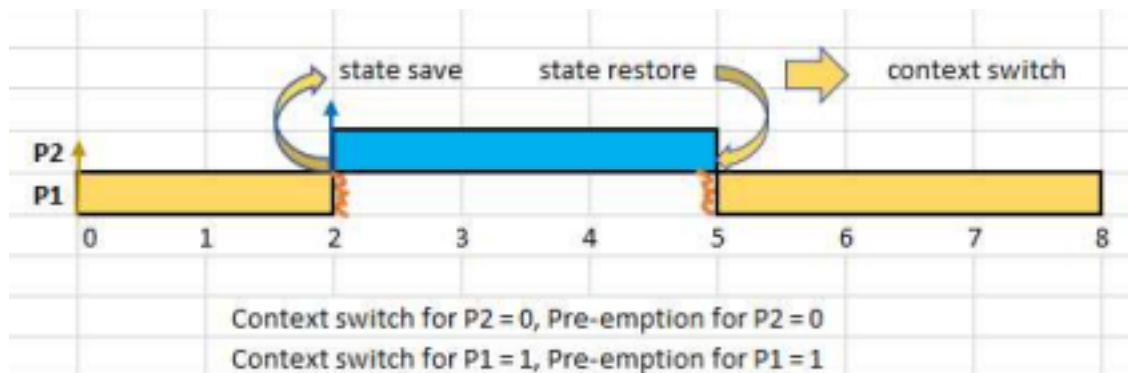 state save state restore context switch
P2
P1
0 1 2 3 4 5 6 7 8
Context switch for P2 = 0, Pre-emption for P2 = 0
Context switch for P1 = 1, Pre-emption for P1 = 1